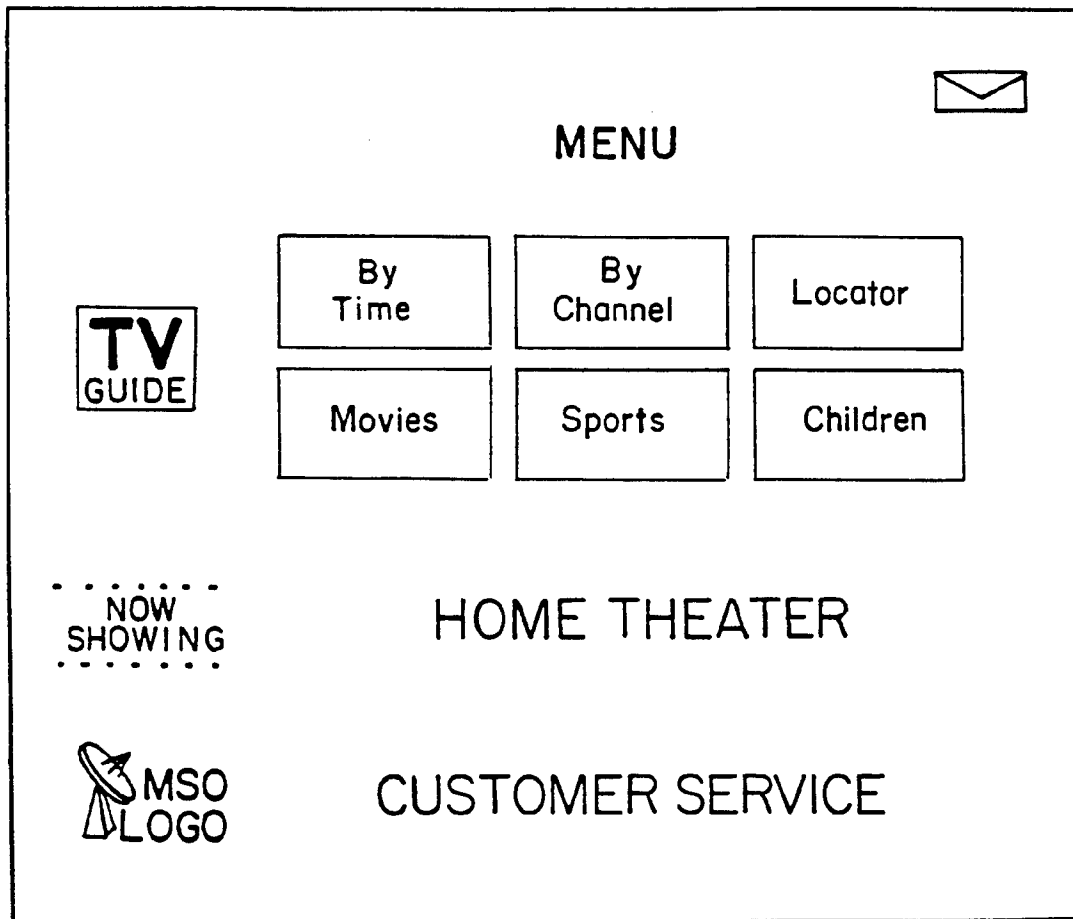 MENU
By
Time
By
Channel
Locator
TV
GUIDE
Movies
Sports
Children
NOW
SHOWING
HOME THEATER
MSO
LOGO
CUSTOMER SERVICE